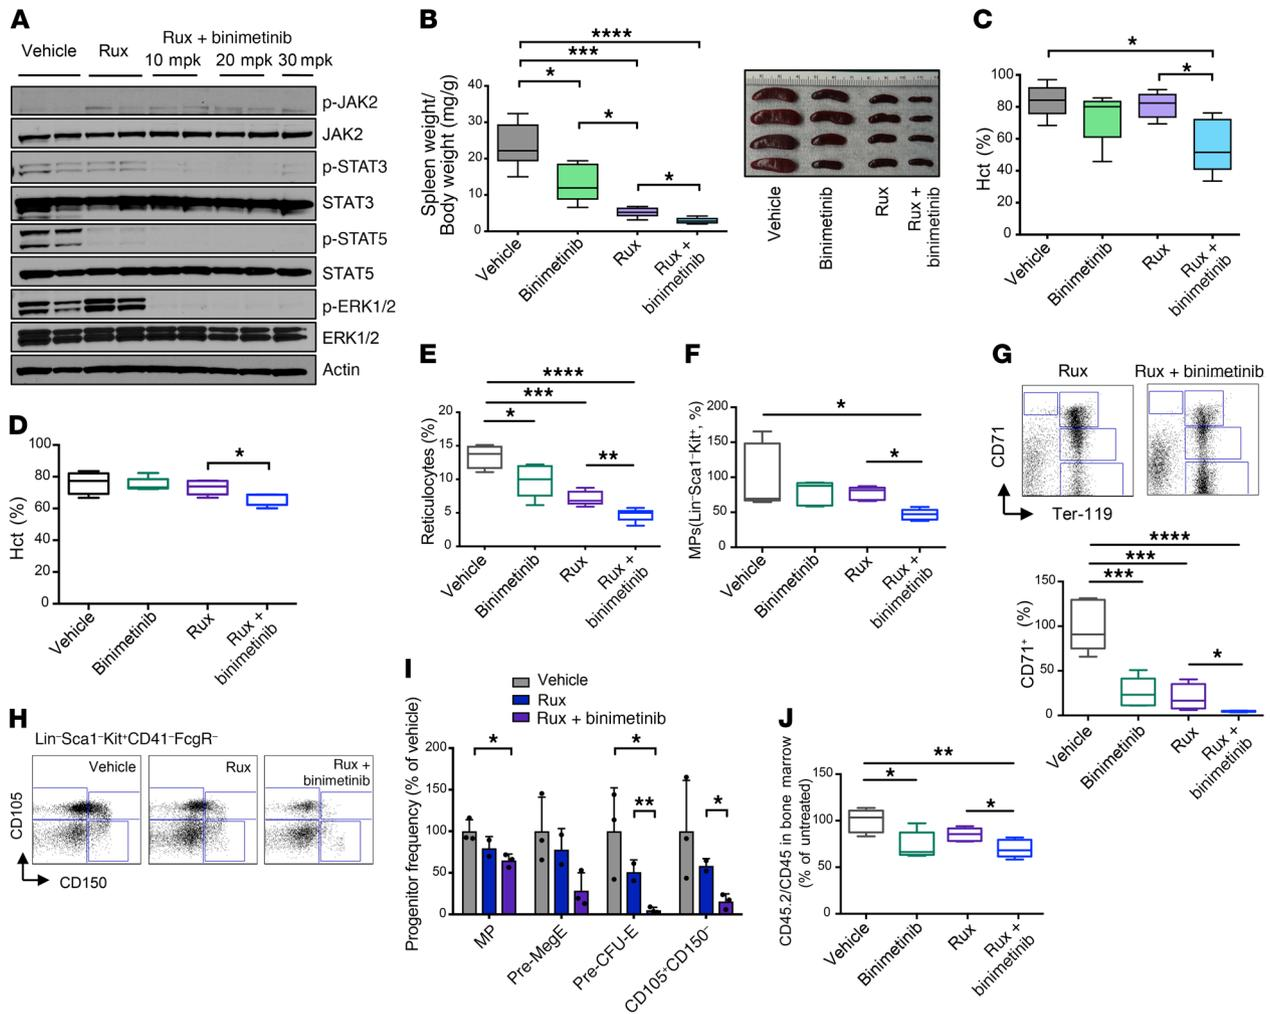 A
Vehicle
Rux
Rux + binimetinib
10 mpk
20 mpk
30 mpk
p-JAK2
JAK2
p-STAT3
STAT3
p-STAT5
STAT5
p-ERK1/2
ERK1/2
Actin
B
****
***
*
*
*
Spleen weight/
Body weight (mg/g)
40
30
20
10
0
Vehicle
Binimetinib
Rux
Rux +
binimetinib
Vehicle
Binimetinib
Rux
Rux +
binimetinib
C
*
*
Hct (%)
100
80
60
40
20
0
Vehicle
Binimetinib
Rux
Rux +
binimetinib
D
*
Hct (%)
100
80
60
40
20
0
Vehicle
Binimetinib
Rux
Rux +
binimetinib
E
****
***
*
**
Reticulocytes (%)
20
15
10
5
0
Vehicle
Binimetinib
Rux
Rux +
binimetinib
F
*
*
MPs(Lin⁻Sca1⁻Kit⁺, %)
200
150
100
50
0
Vehicle
Binimetinib
Rux
Rux +
binimetinib
G
Rux
Rux + binimetinib
CD71
Ter-119
****
***
***
*
CD71⁺ (%)
150
100
50
0
Vehicle
Binimetinib
Rux
Rux +
binimetinib
H
Lin⁻Sca1⁻Kit⁺CD41⁻FcgR⁻
Vehicle
Rux
Rux +
binimetinib
CD105
CD150
I
Vehicle
Rux
Rux + binimetinib
*
*
**
*
Progenitor frequency (% of vehicle)
200
150
100
50
0
MP
Pre-MegE
Pre-CFU-E
CD105⁺CD150⁻
J
**
*
*
CD45.2/CD45 in bone marrow
(% of untreated)
150
100
50
0
Vehicle
Binimetinib
Rux
Rux +
binimetinib